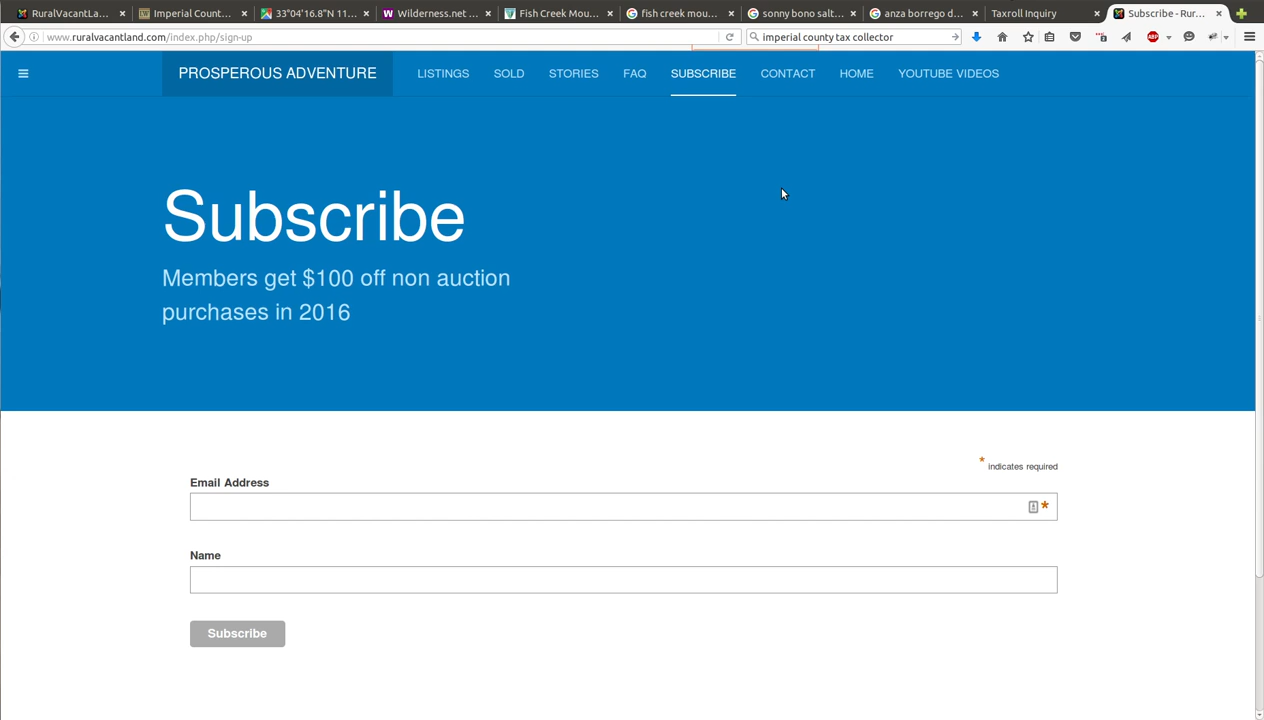 RuralVacantLa...
Imperial Count...
33°04'16.8"N 11...
Wilderness.net ...
Fish Creek Mou...
fish creek mou...
sonny bono salt...
anza borrego d...
Taxroll Inquiry
Subscribe - Rur...
www.ruralvacantland.com/index.php/sign-up
imperial county tax collector
PROSPEROUS ADVENTURE
LISTINGS
SOLD
STORIES
FAQ
SUBSCRIBE
CONTACT
HOME
YOUTUBE VIDEOS
Subscribe
Members get $100 off non auction
purchases in 2016
* indicates required
Email Address
*
Name
Subscribe